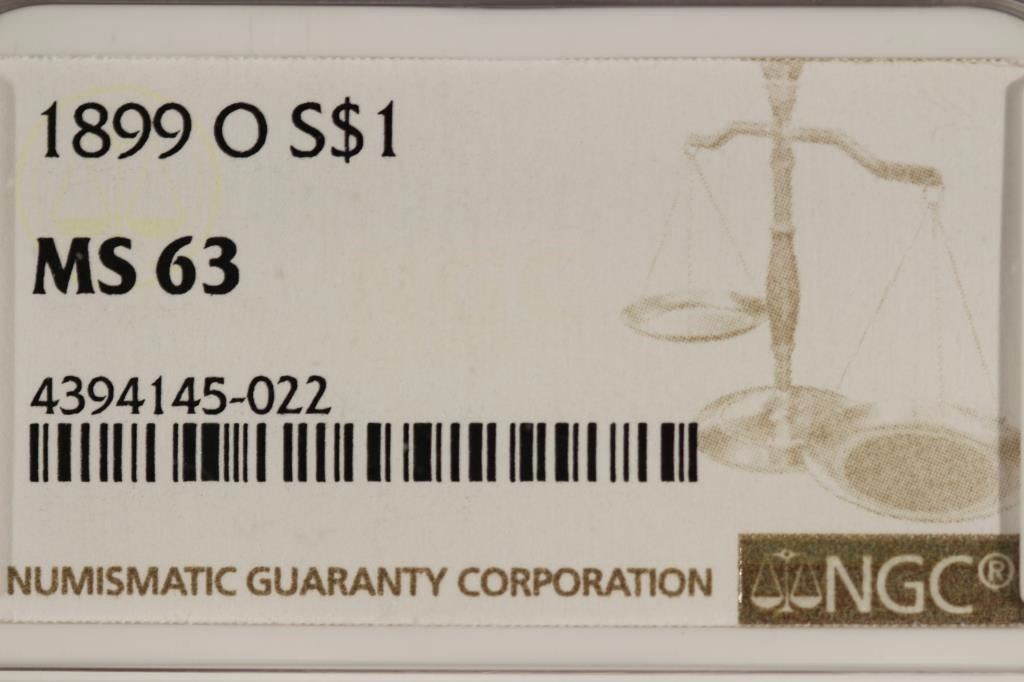 1899 O S$1
MS 63
4394145-022
NUMISMATIC GUARANTY CORPORATION
NGC®